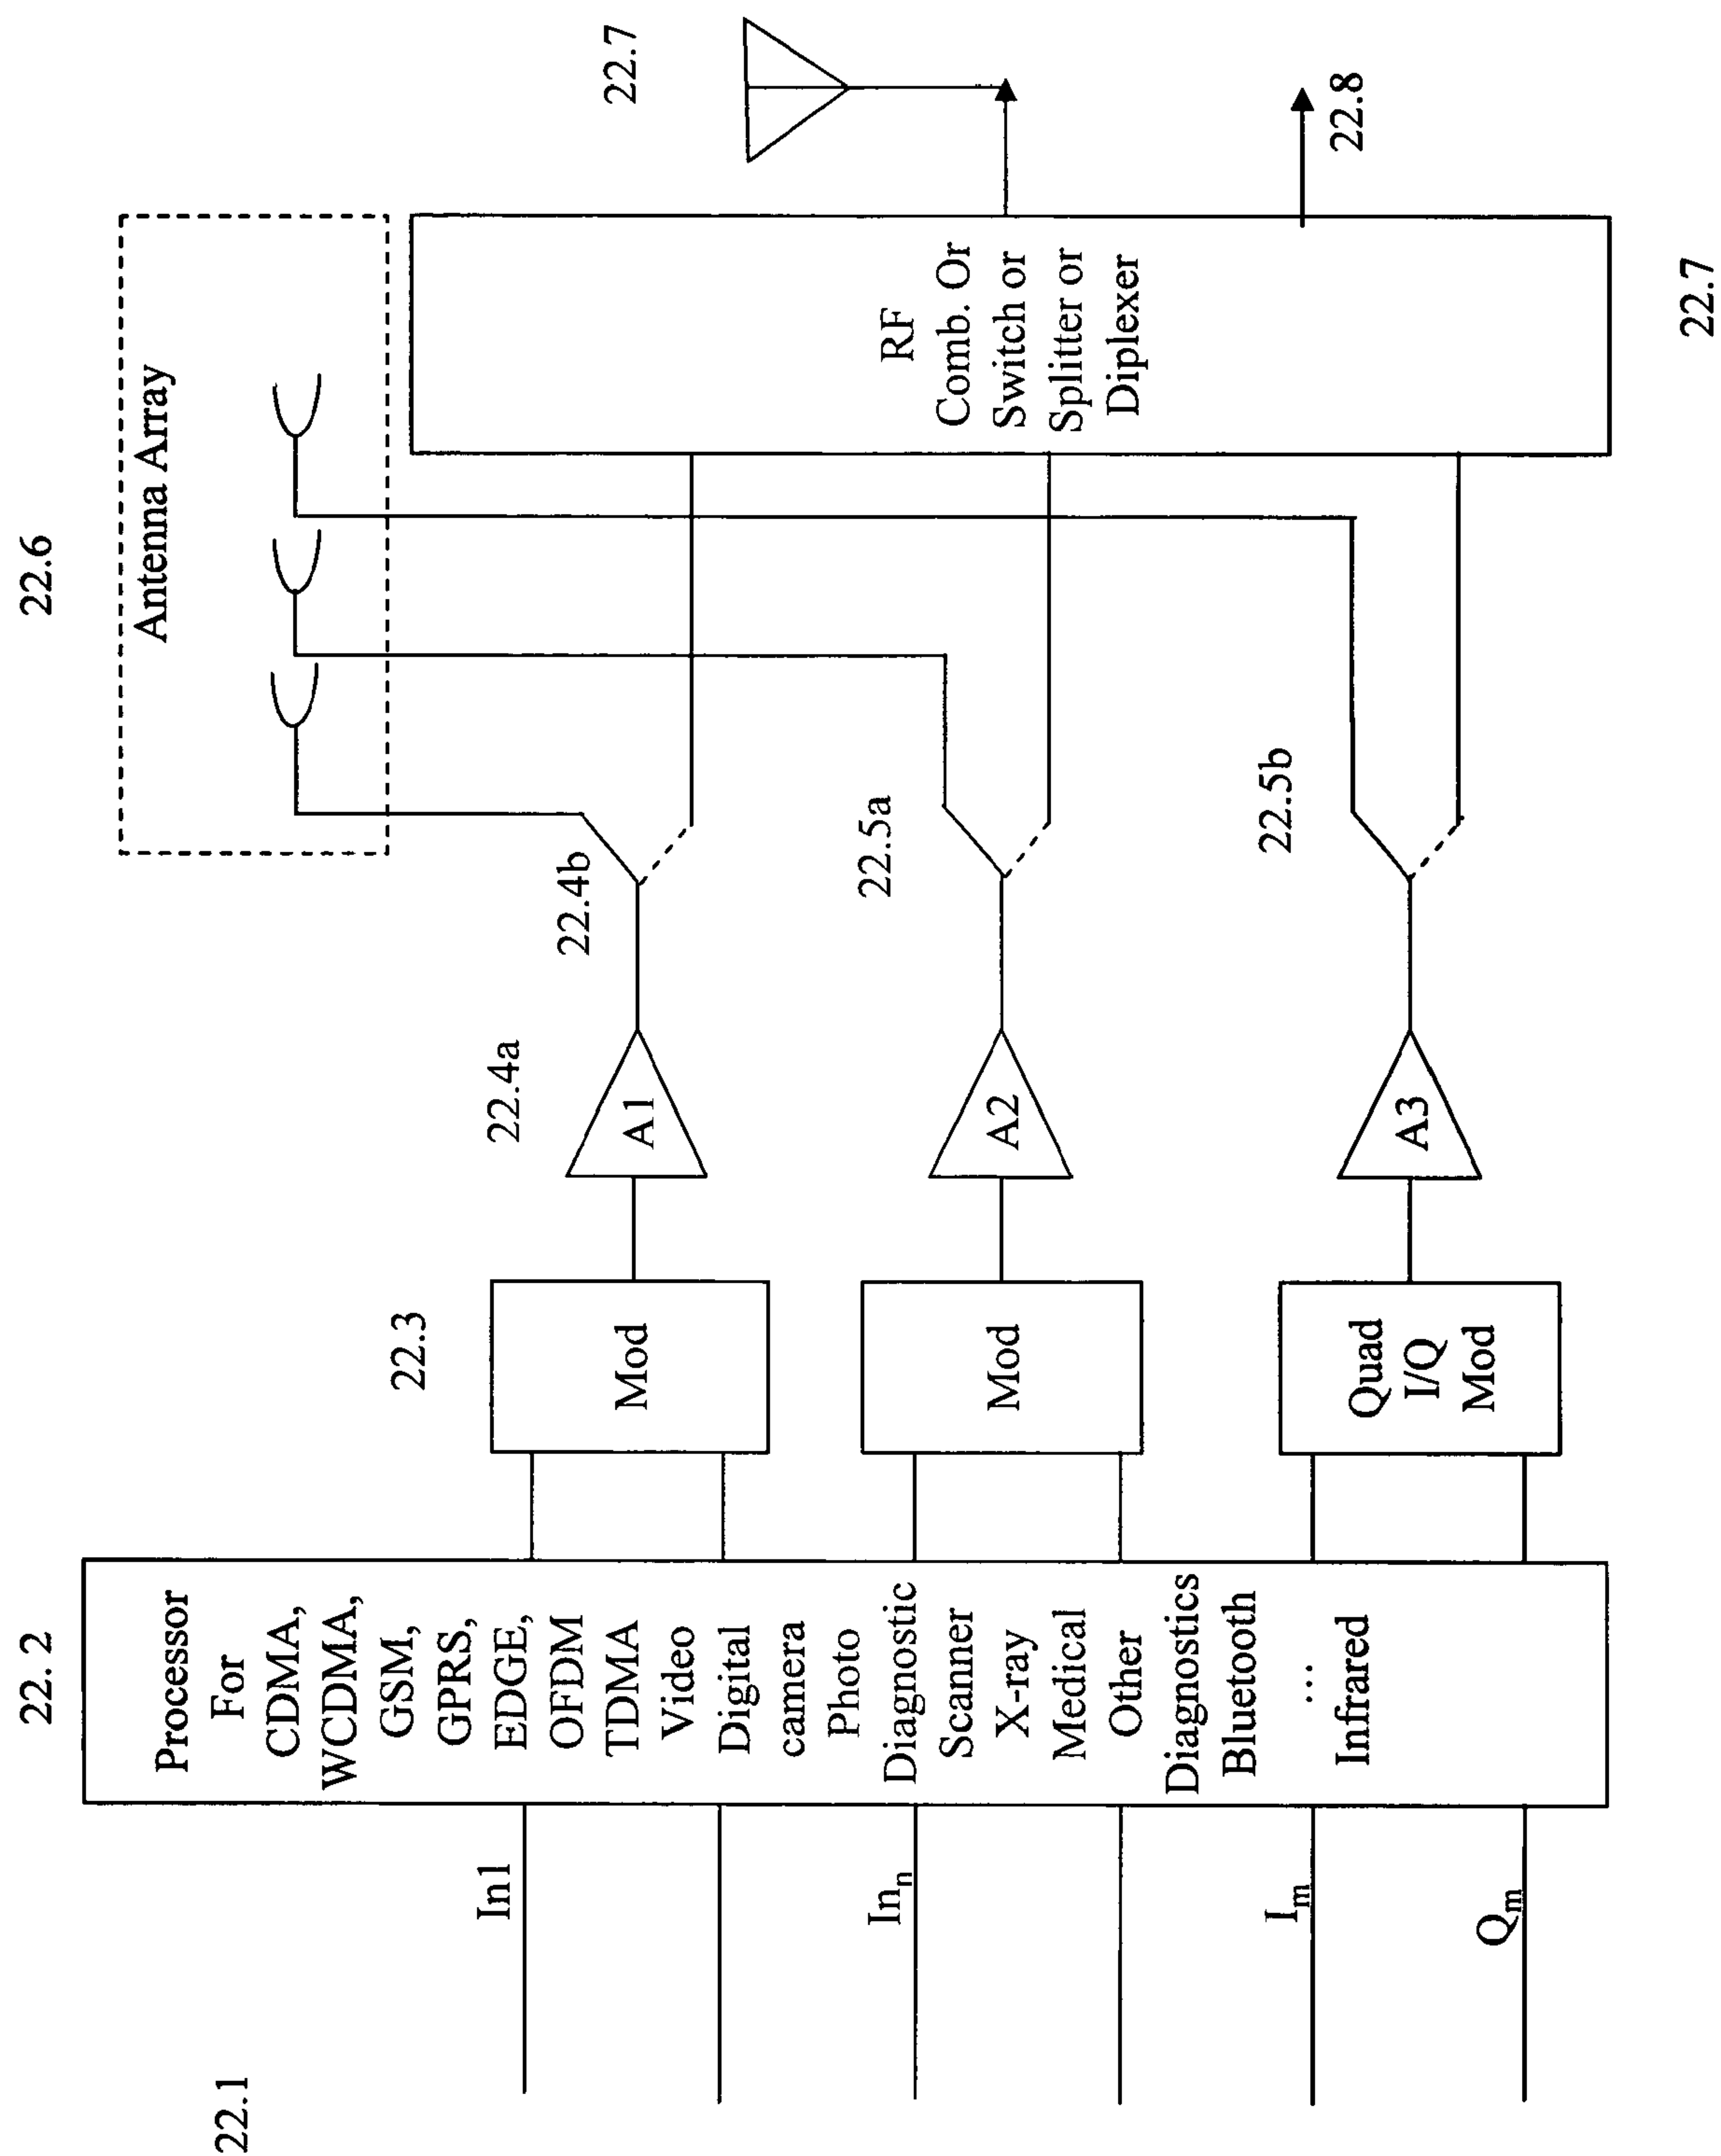 22.1
In1
In_n
I_m
Q_m
22. 2
Processor
For
CDMA,
WCDMA,
GSM,
GPRS,
EDGE,
OFDM
TDMA
Video
Digital
camera
Photo
Diagnostic
Scanner
X-ray
Medical
Other
Diagnostics
Bluetooth
...
Infrared
22.3
Mod
Mod
Quad
I/Q
Mod
22.4a
A1
A2
A3
22.4b
22.5a
22.5b
22.6
Antenna Array
RF
Comb. Or
Switch or
Splitter or
Diplexer
22.7
22.7
22.8